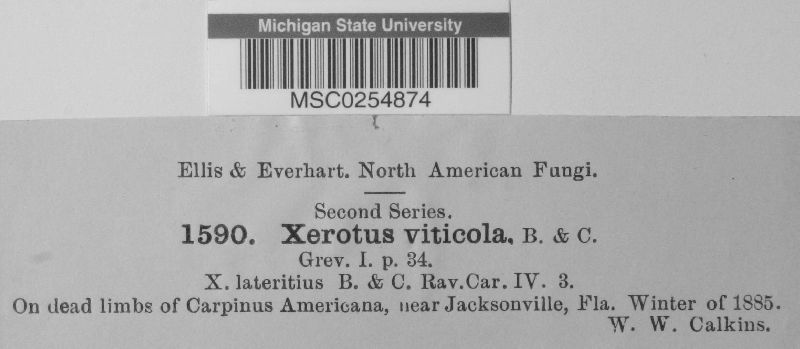 Michigan State University
MSC0254874
Ellis & Everhart. North American Fungi.
Second Series.
1590. Xerotus viticola, B. & C.
Grev. I. p. 34.
X. lateritius B. & C. Rav. Car. IV. 3.
On dead limbs of Carpinus Americana, near Jacksonville, Fla. Winter of 1885.
W. W. Calkins.